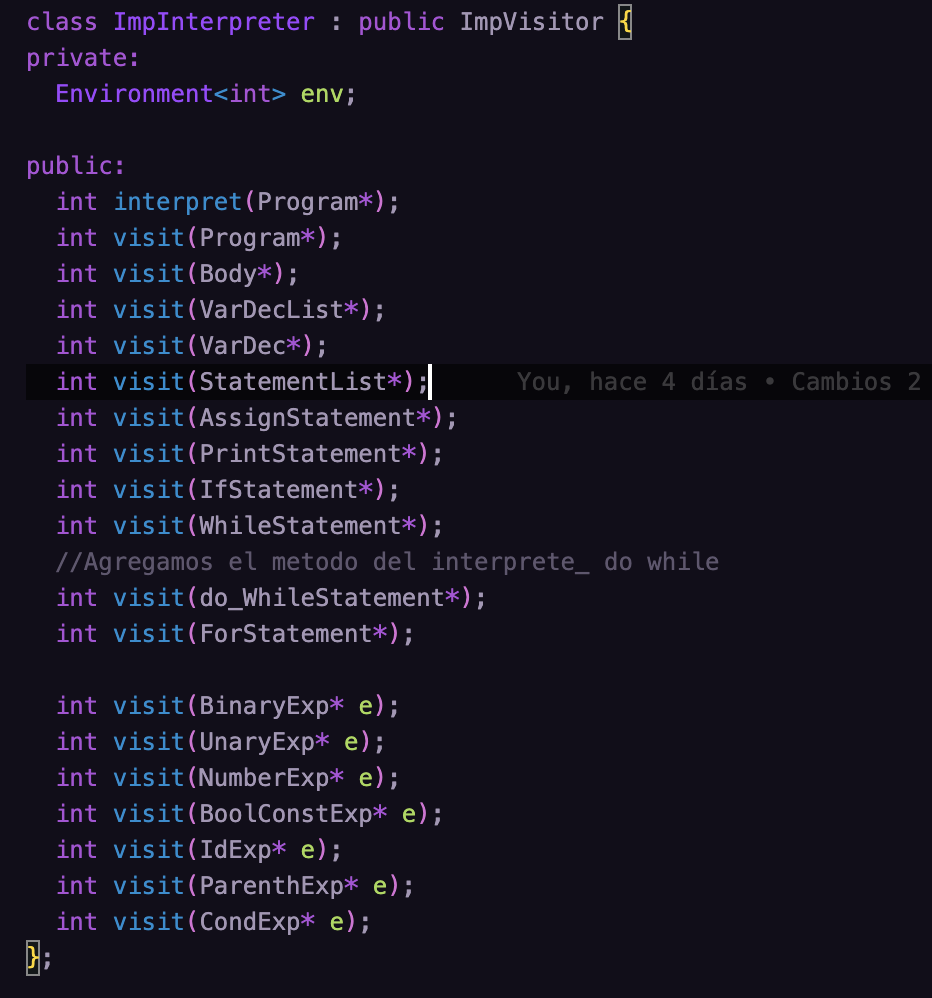 class ImpInterpreter : public ImpVisitor {
private:
  Environment<int> env;

public:
  int interpret(Program*);
  int visit(Program*);
  int visit(Body*);
  int visit(VarDecList*);
  int visit(VarDec*);
  int visit(StatementList*);      You, hace 4 días • Cambios 2
  int visit(AssignStatement*);
  int visit(PrintStatement*);
  int visit(IfStatement*);
  int visit(WhileStatement*);
  //Agregamos el metodo del interprete_ do while
  int visit(do_WhileStatement*);
  int visit(ForStatement*);

  int visit(BinaryExp* e);
  int visit(UnaryExp* e);
  int visit(NumberExp* e);
  int visit(BoolConstExp* e);
  int visit(IdExp* e);
  int visit(ParenthExp* e);
  int visit(CondExp* e);
};